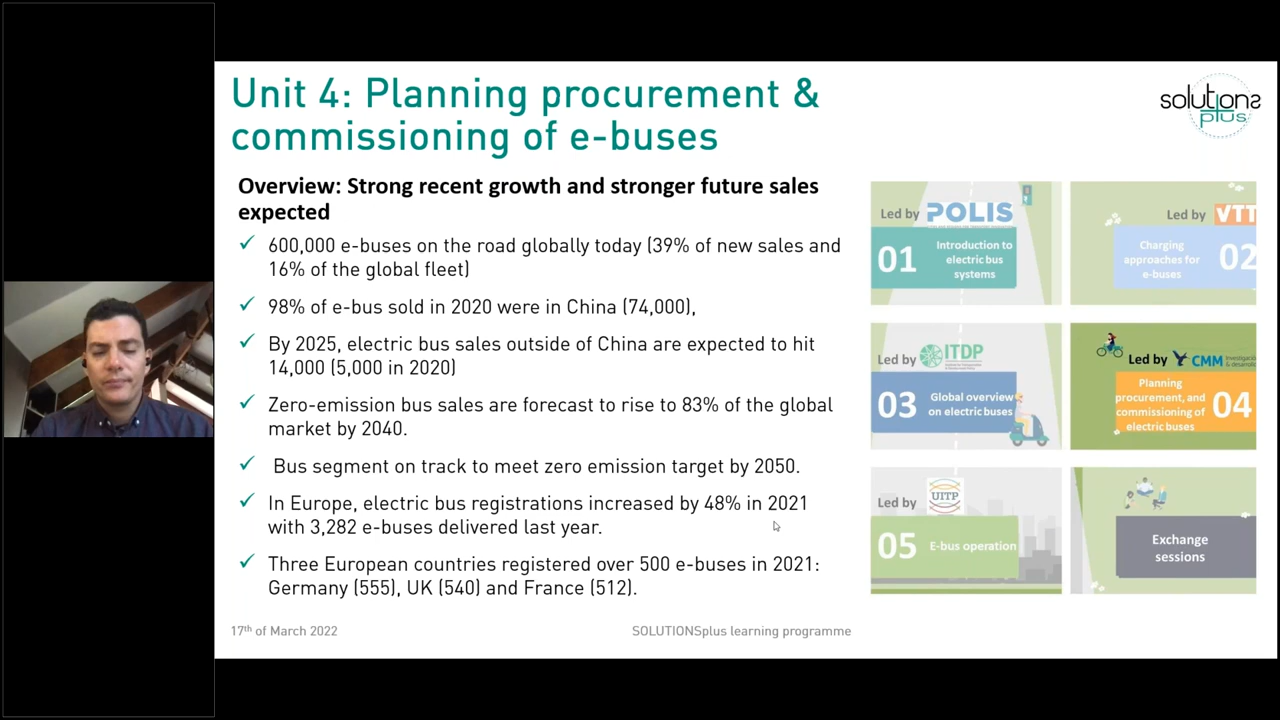 Unit 4: Planning procurement &
commissioning of e-buses
solutions
plus
Overview: Strong recent growth and stronger future sales
expected
600,000 e-buses on the road globally today (39% of new sales and
16% of the global fleet)
98% of e-bus sold in 2020 were in China (74,000),
By 2025, electric bus sales outside of China are expected to hit
14,000 (5,000 in 2020)
Zero-emission bus sales are forecast to rise to 83% of the global
market by 2040.
Bus segment on track to meet zero emission target by 2050.
In Europe, electric bus registrations increased by 48% in 2021
with 3,282 e-buses delivered last year.
Three European countries registered over 500 e-buses in 2021:
Germany (555), UK (540) and France (512).
17th of March 2022
SOLUTIONSplus learning programme
Led by POLIS
01
Introduction to
electric bus
systems
Led by VTT
Charging
approaches for
e-buses
02
Led by ITDP
03
Global overview
on electric buses
Led by CMM
Planning
procurement, and
commissioning of
electric buses
04
Led by UITP
05
E-bus operation
Exchange
sessions